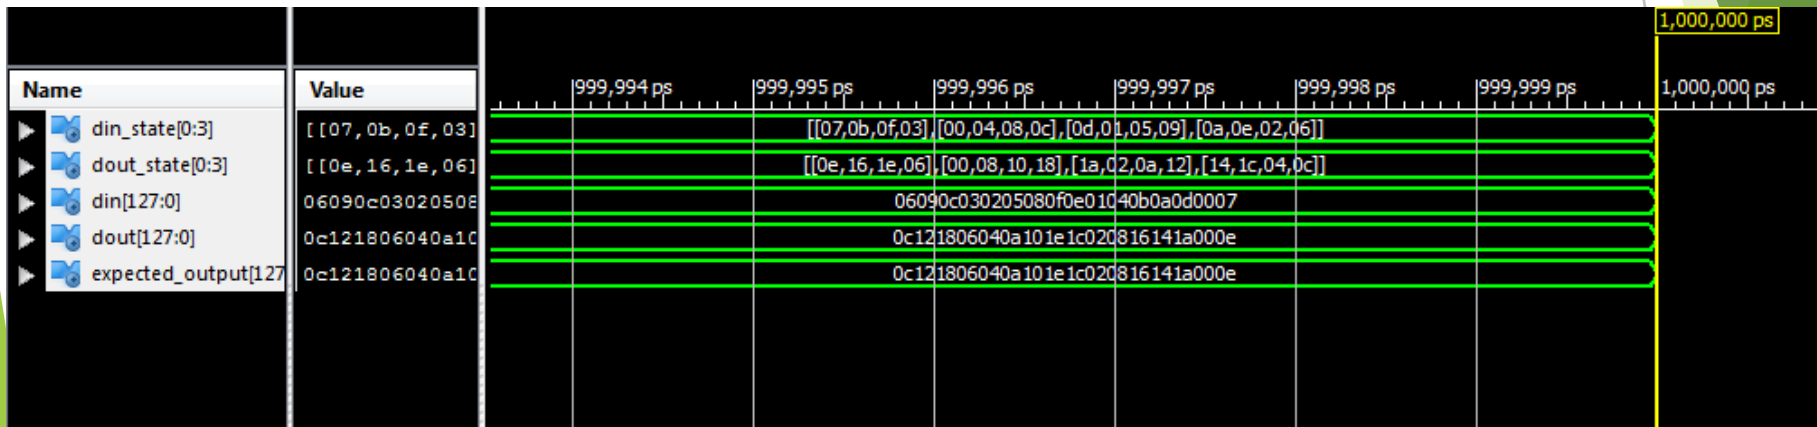 1,000,000 ps
Name Value 999,994 ps 999,995 ps 999,996 ps 999,997 ps 999,998 ps 999,999 ps 1,000,000 ps
din_state[0:3] [[07,0b,0f,03] [[07,0b,0f,03],[00,04,08,0c],[0d,01,05,09],[0a,0e,02,06]]
dout_state[0:3] [[0e,16,1e,06] [[0e,16,1e,06],[00,08,10,18],[1a,02,0a,12],[14,1c,04,0c]]
din[127:0] 06090c03020508 06090c030205080f0e01040b0a0d0007
dout[127:0] 0c121806040a10 0c121806040a101e1c020816141a000e
expected_output[127 0c121806040a10 0c121806040a101e1c020816141a000e